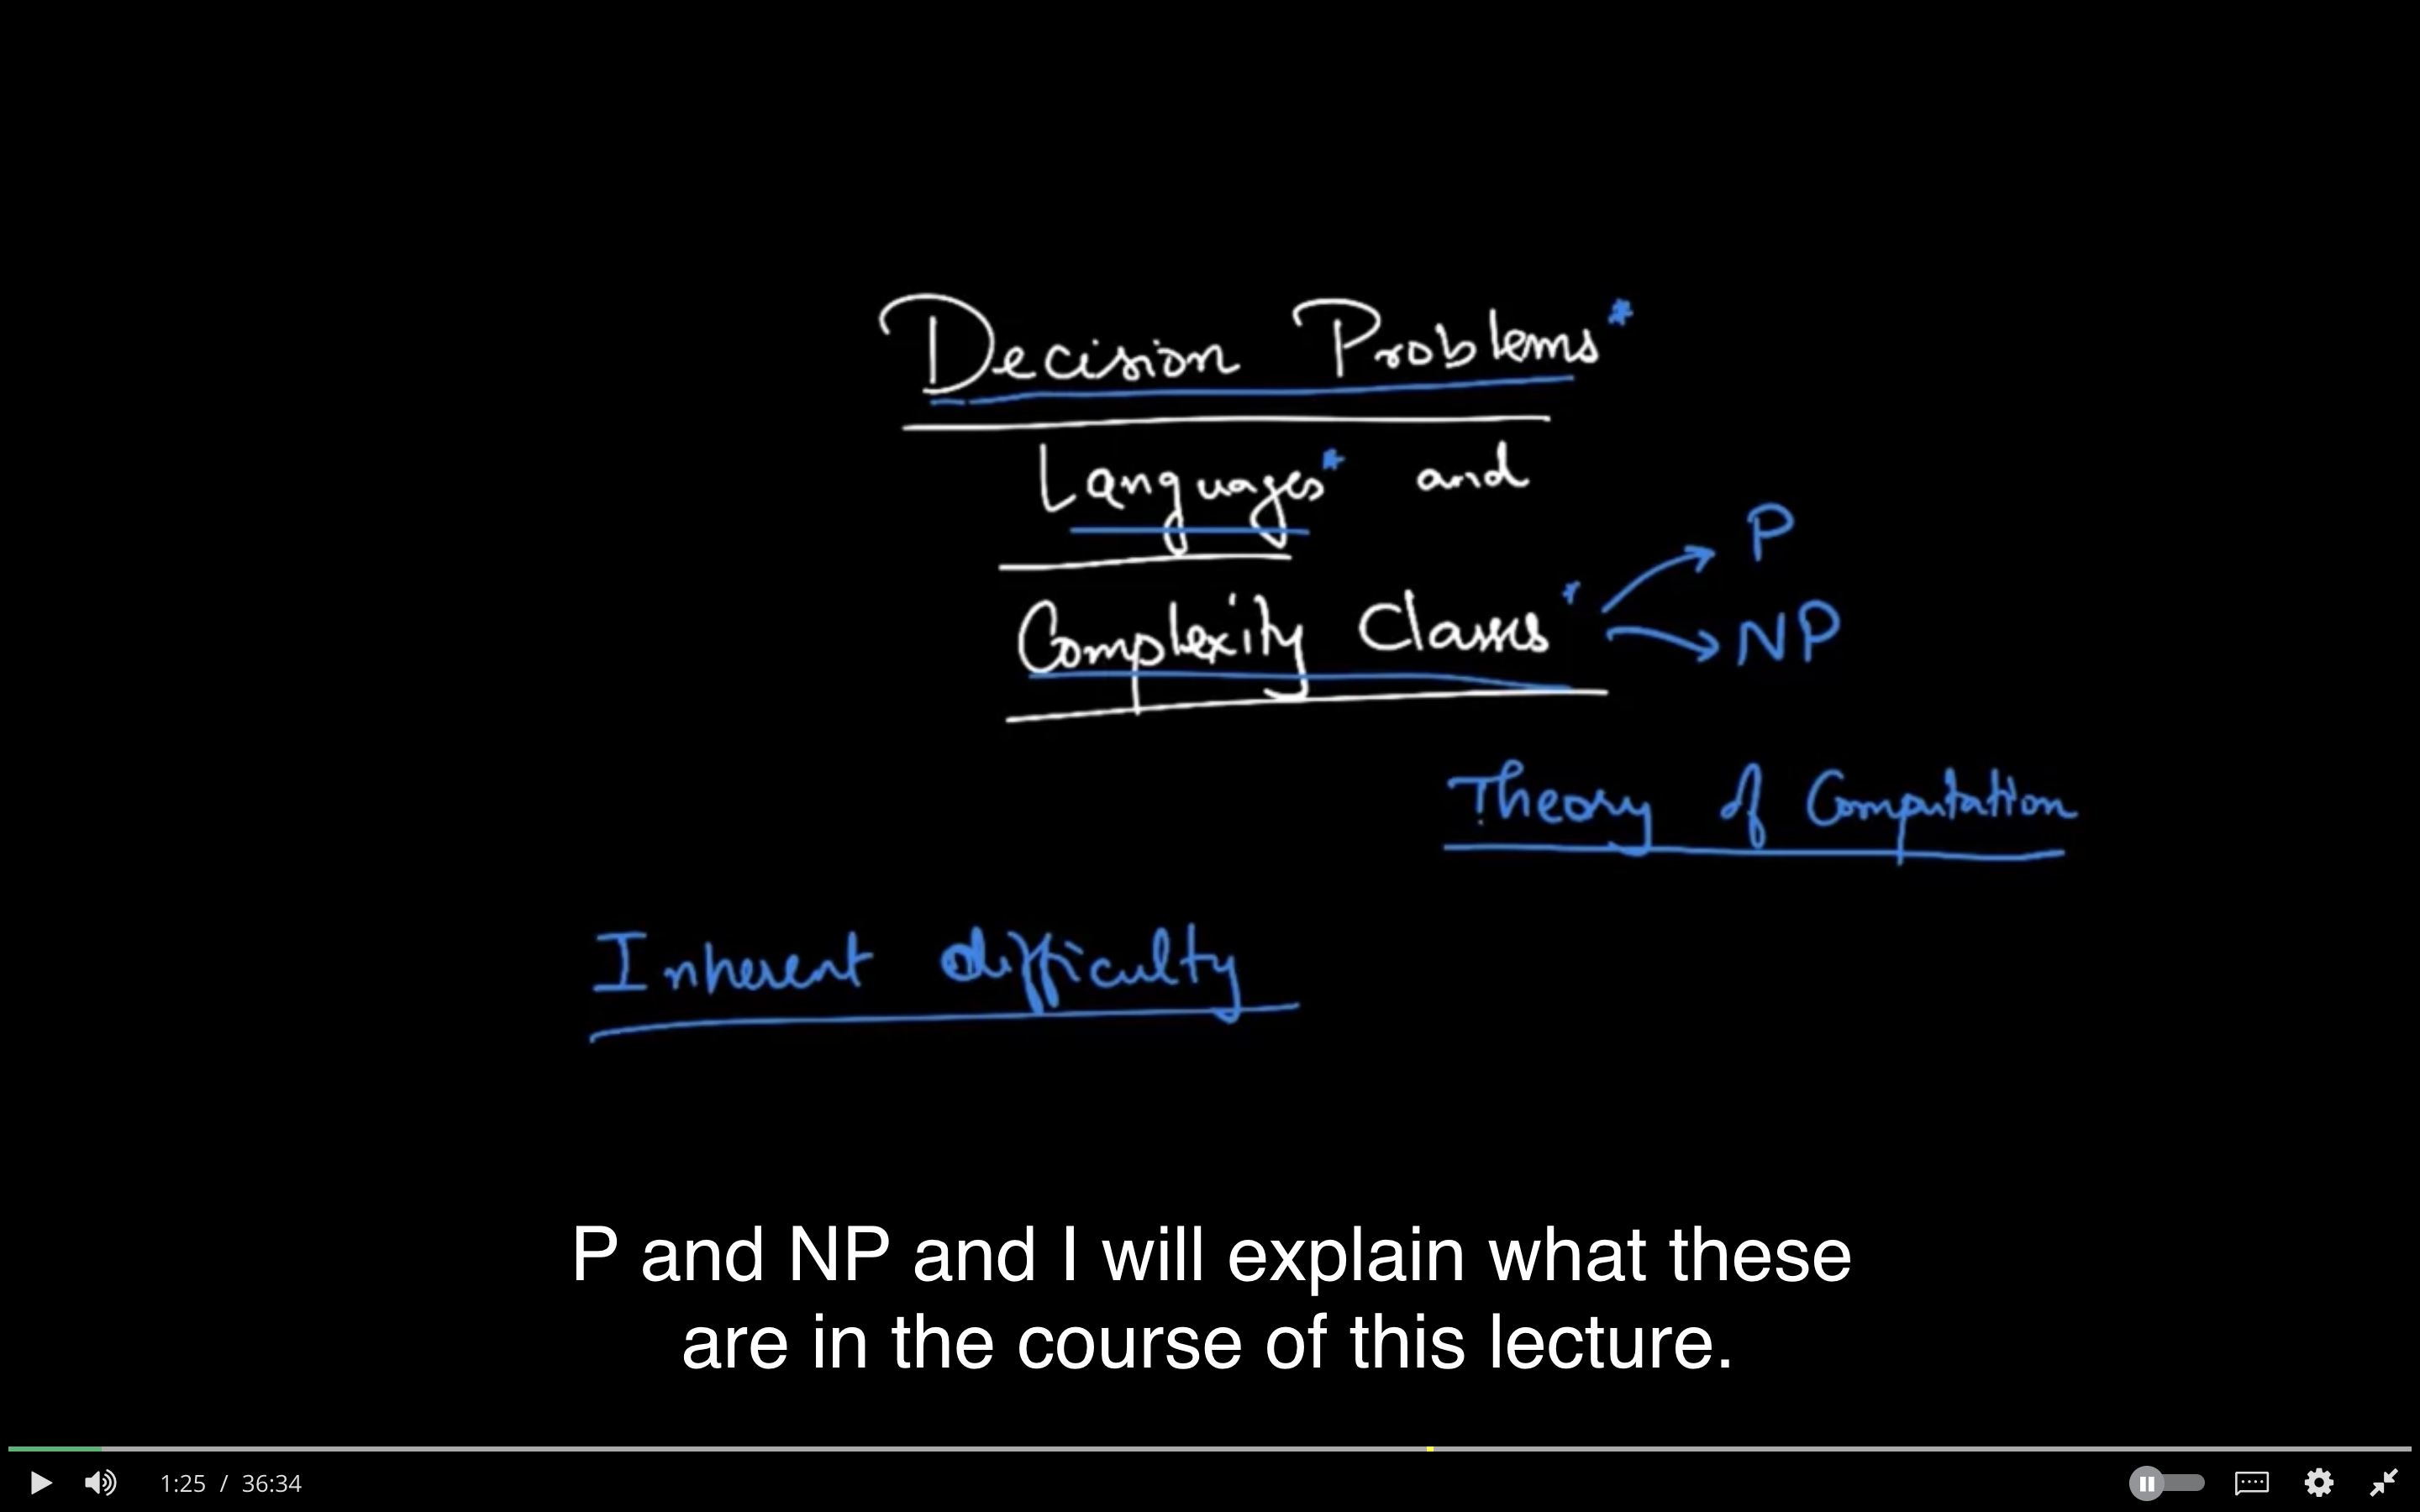 Decision Problems*
Languages* and
Complexity Classes*
P
NP
Theory of Computation
Inherent difficulty
P and NP and I will explain what these
are in the course of this lecture.
1:25 / 36:34